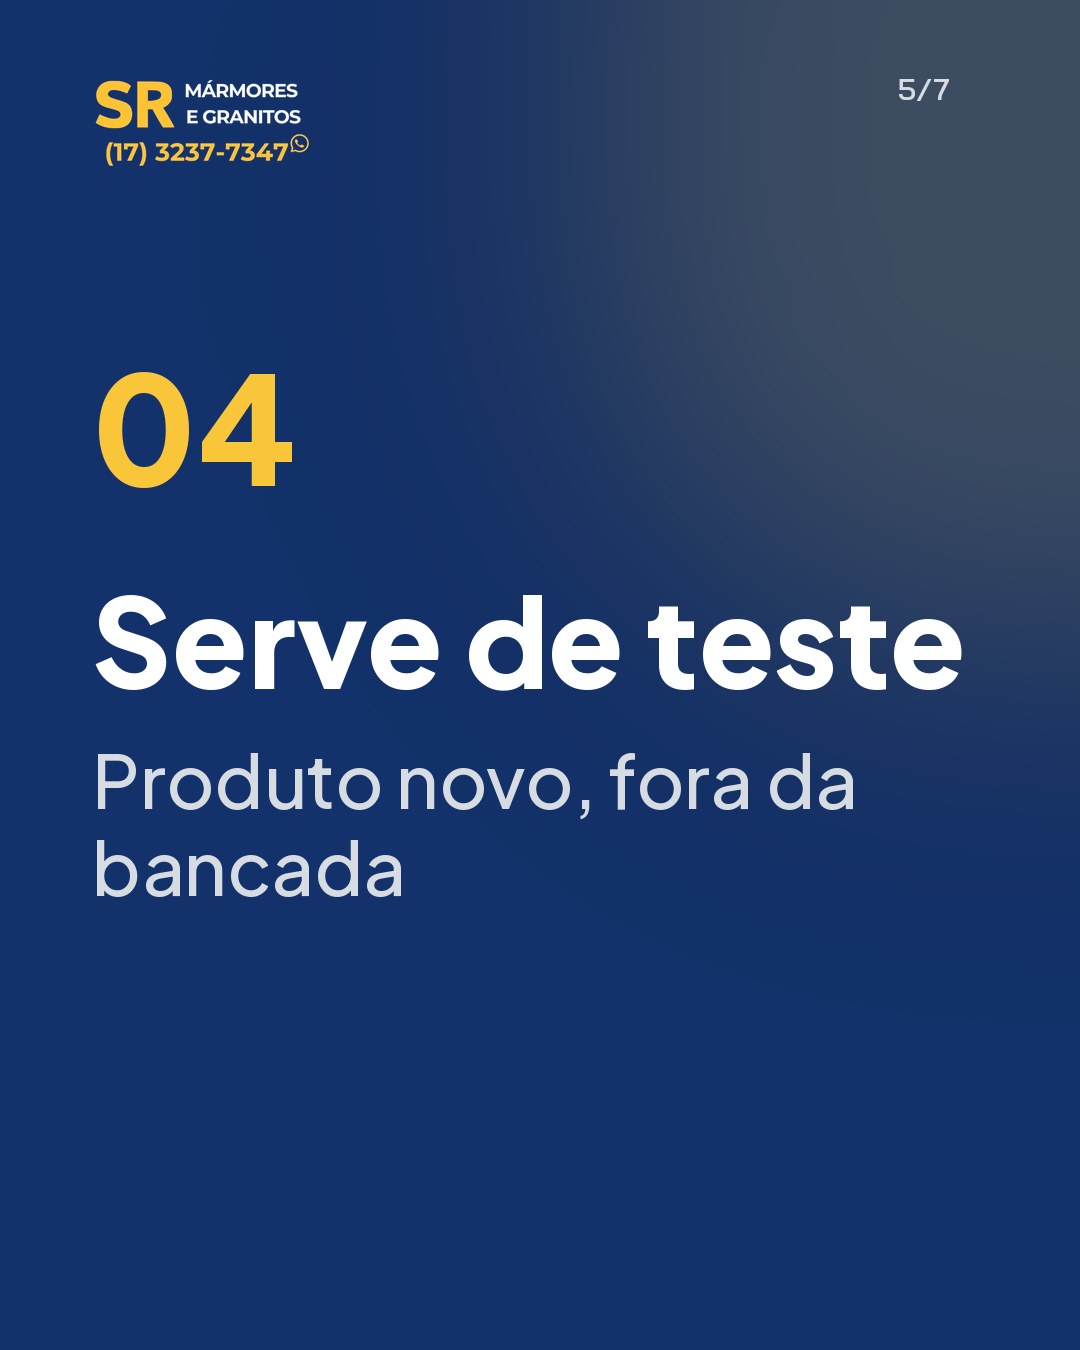 SR MÁRMORES
E GRANITOS
(17) 3237-7347
5/7
04
Serve de teste
Produto novo, fora da
bancada